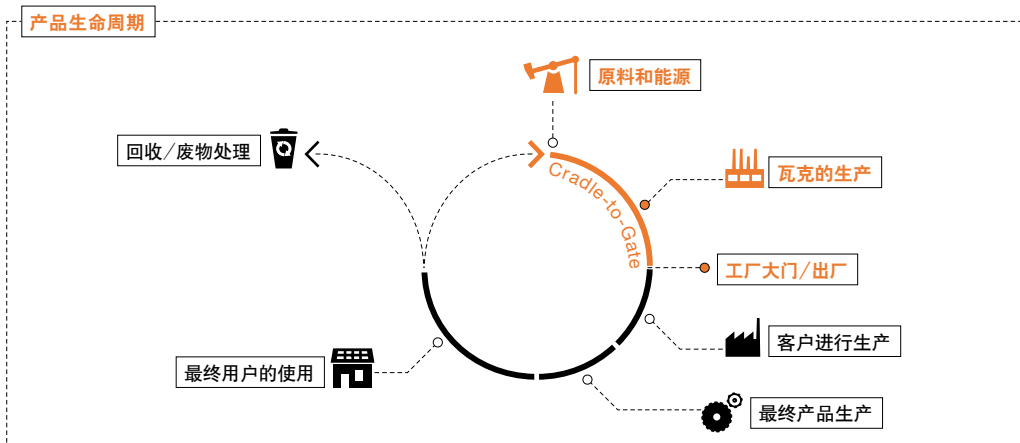 产品生命周期
原料和能源
回收/废物处理
Cradle-to-Gate
瓦克的生产
工厂大门/出厂
客户进行生产
最终用户的使用
最终产品生产